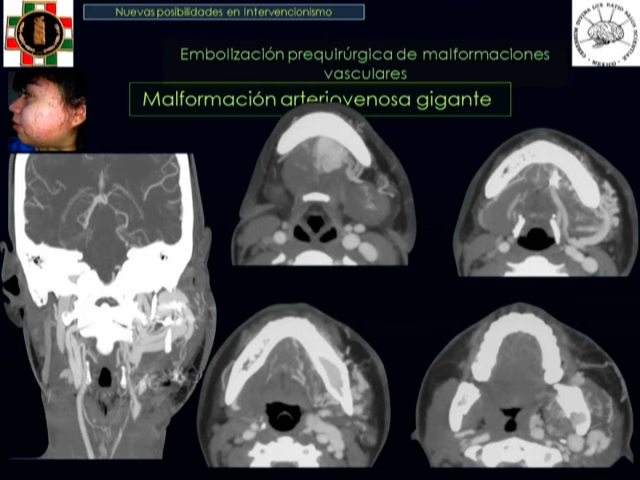 Nuevas posibilidades en Intervencionismo
Embolización prequirúrgica de malformaciones
vasculares
Malformación arteriovenosa gigante